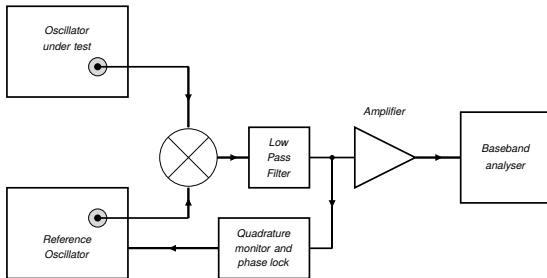 Oscillator
under test
Amplifier
Low
Pass
Filter
Baseband
analyser
Reference
Oscillator
Quadrature
monitor and
phase lock